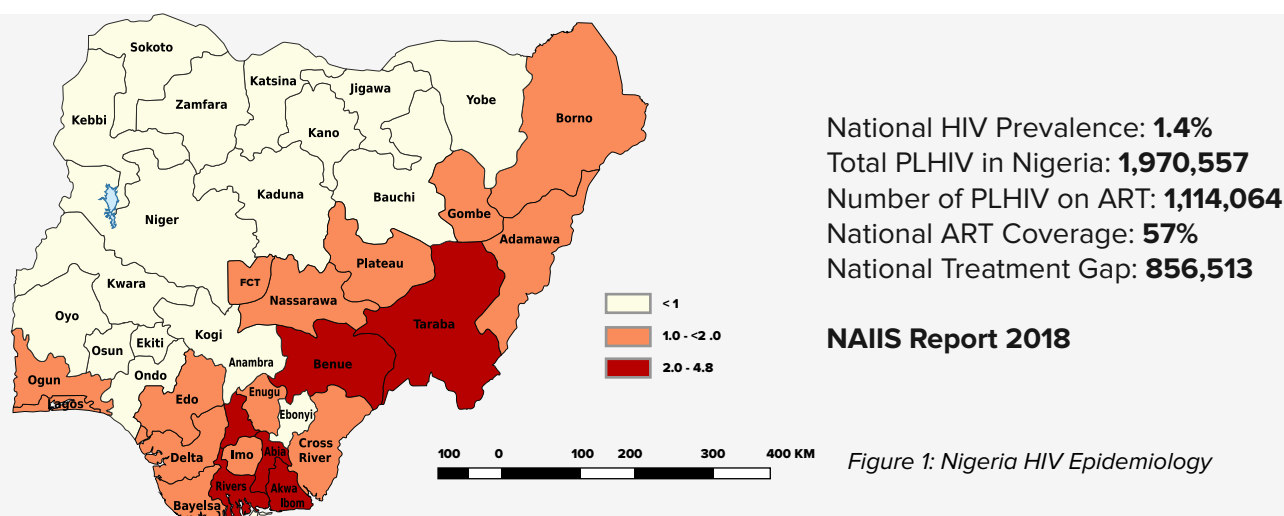 Sokoto
Katsina
Jigawa
Zamfara
Yobe
Kebbi
Kano
Borno
Kaduna
Bauchi
Niger
Gombe
Adamawa
Plateau
FCT
Kwara
Nassarawa
Oyo
Taraba
Kogi
Ekiti
Osun
Anambra
Benue
Ondo
Ogun
Enugu
Edo
Lagos
Ebonyi
Cross
River
Imo
Abia
Delta
Rivers
Akwa
Ibom
Bayelsa
< 1
1.0 - <2 .0
2.0 - 4.8
100 0 100 200 300 400 KM
National HIV Prevalence: 1.4%
Total PLHIV in Nigeria: 1,970,557
Number of PLHIV on ART: 1,114,064
National ART Coverage: 57%
National Treatment Gap: 856,513
NAIIS Report 2018
Figure 1: Nigeria HIV Epidemiology